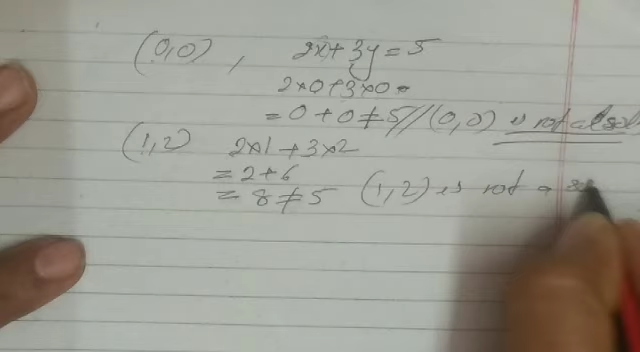 (0,0), 2x+3y=5
2×0+3×0=
=0+0≠5//(0,0) is not a sol
(1,2) 2×1+3×2
=2+6
=8≠5 (1,2) is not a